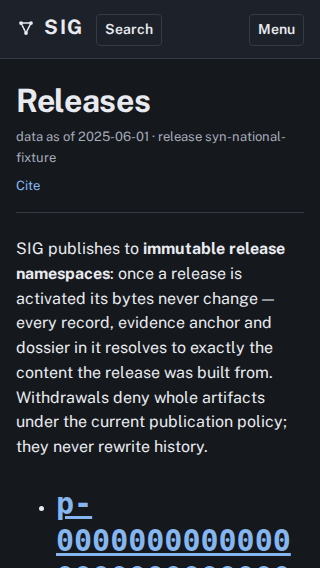 SIG Search Menu
Releases
data as of 2025-06-01 · release syn-national-
fixture
Cite
SIG publishes to immutable release
namespaces: once a release is
activated its bytes never change —
every record, evidence anchor and
dossier in it resolves to exactly the
content the release was built from.
Withdrawals deny whole artifacts
under the current publication policy;
they never rewrite history.
p-
0000000000000